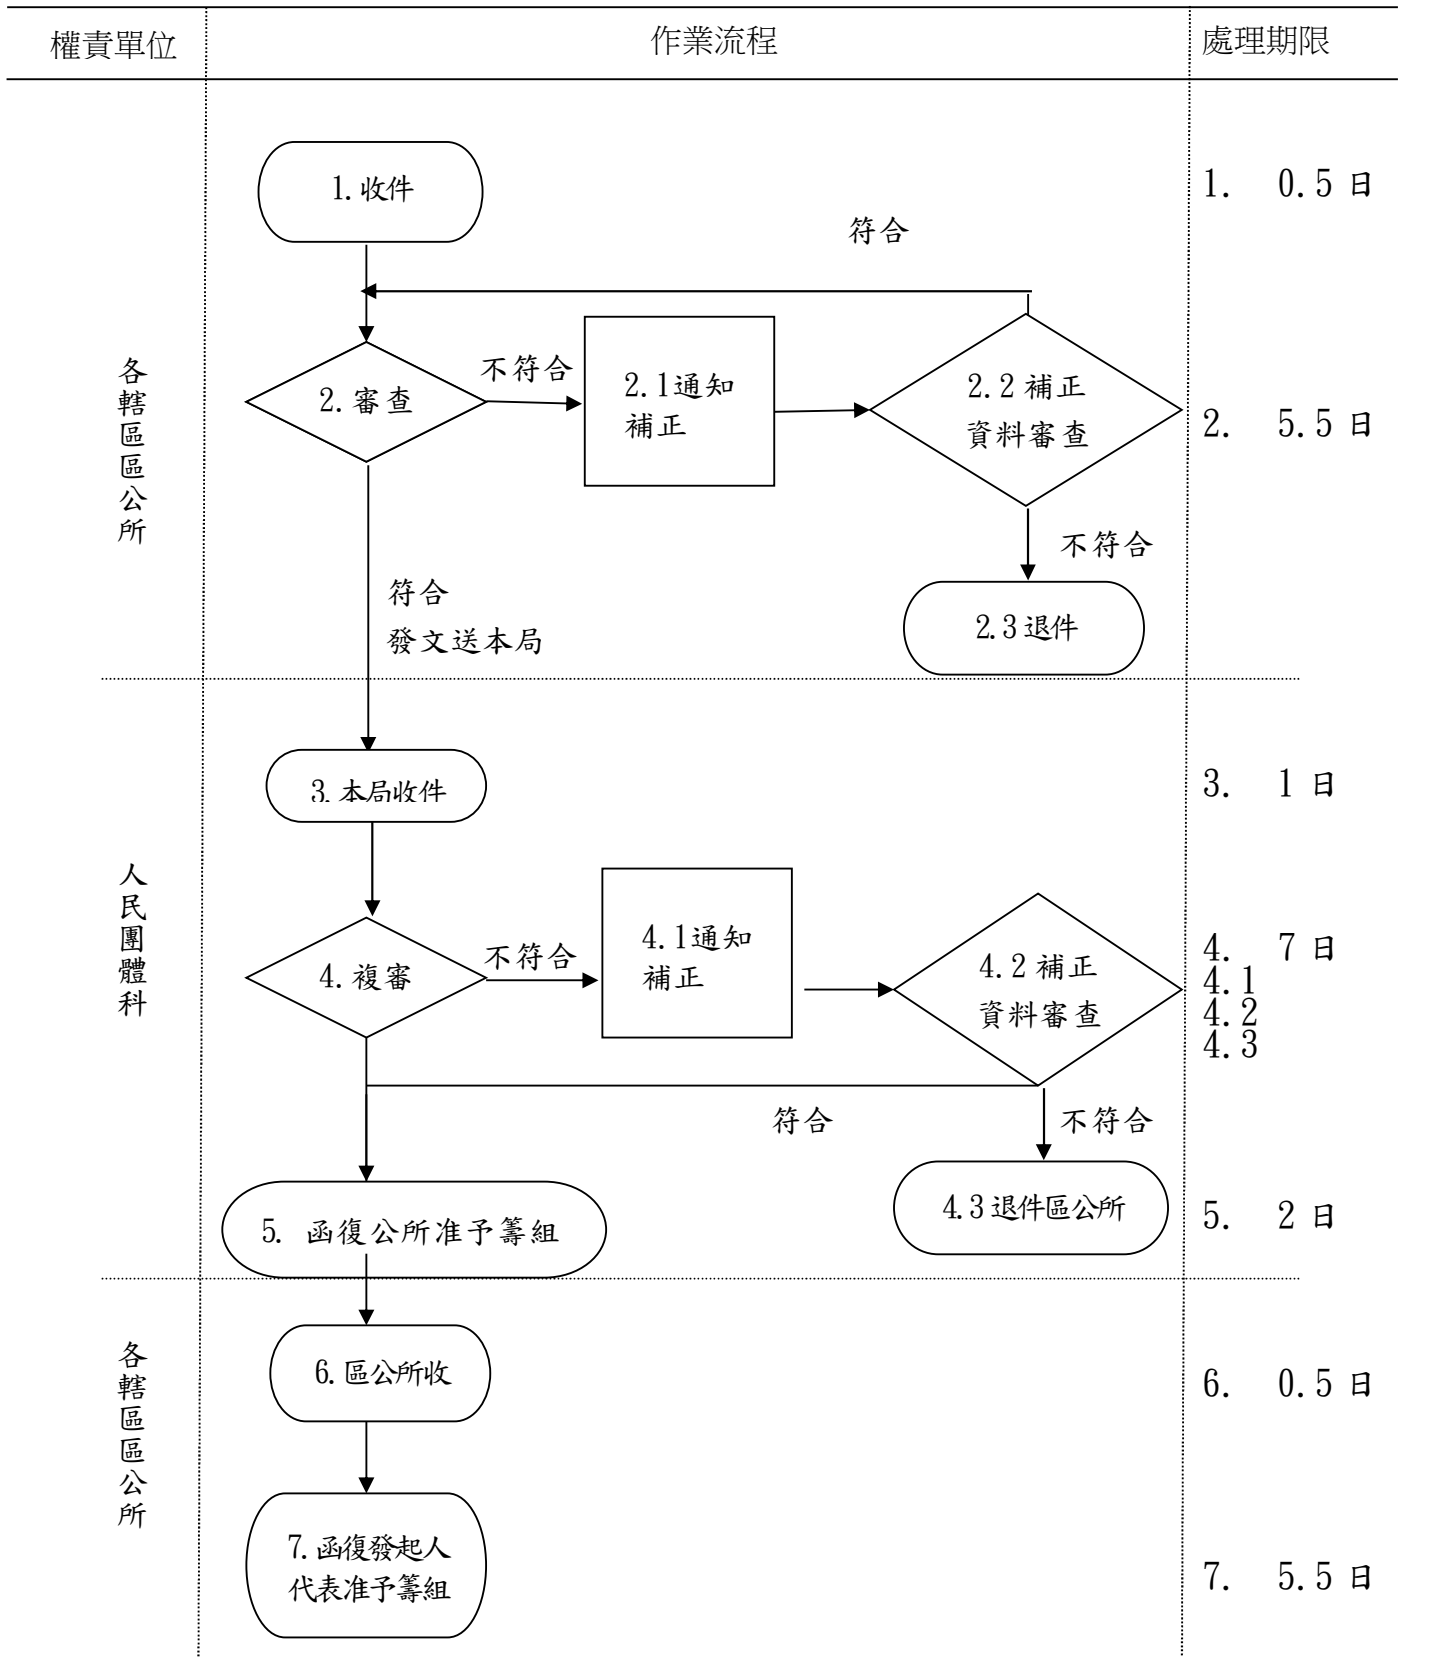 權責單位
作業流程
處理期限
各轄區區公所
1.收件
1. 0.5日
符合
2.審查
不符合
2.1通知
補正
2.2補正
資料審查
2. 5.5日
不符合
2.3退件
符合
發文送本局
人民團體科
3.本局收件
3. 1日
4.複審
不符合
4.1通知
補正
4.2補正
資料審查
4. 7日
4.1
4.2
4.3
符合
不符合
4.3退件區公所
5. 函復公所准予籌組
5. 2日
各轄區區公所
6.區公所收
6. 0.5日
7.函復發起人
代表准予籌組
7. 5.5日